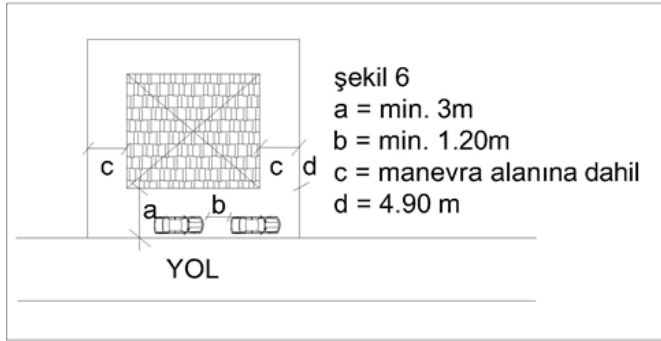 şekil 6
a = min. 3m
b = min. 1.20m
c = manevra alanına dahil
d = 4.90 m
c
c
d
a
b
YOL